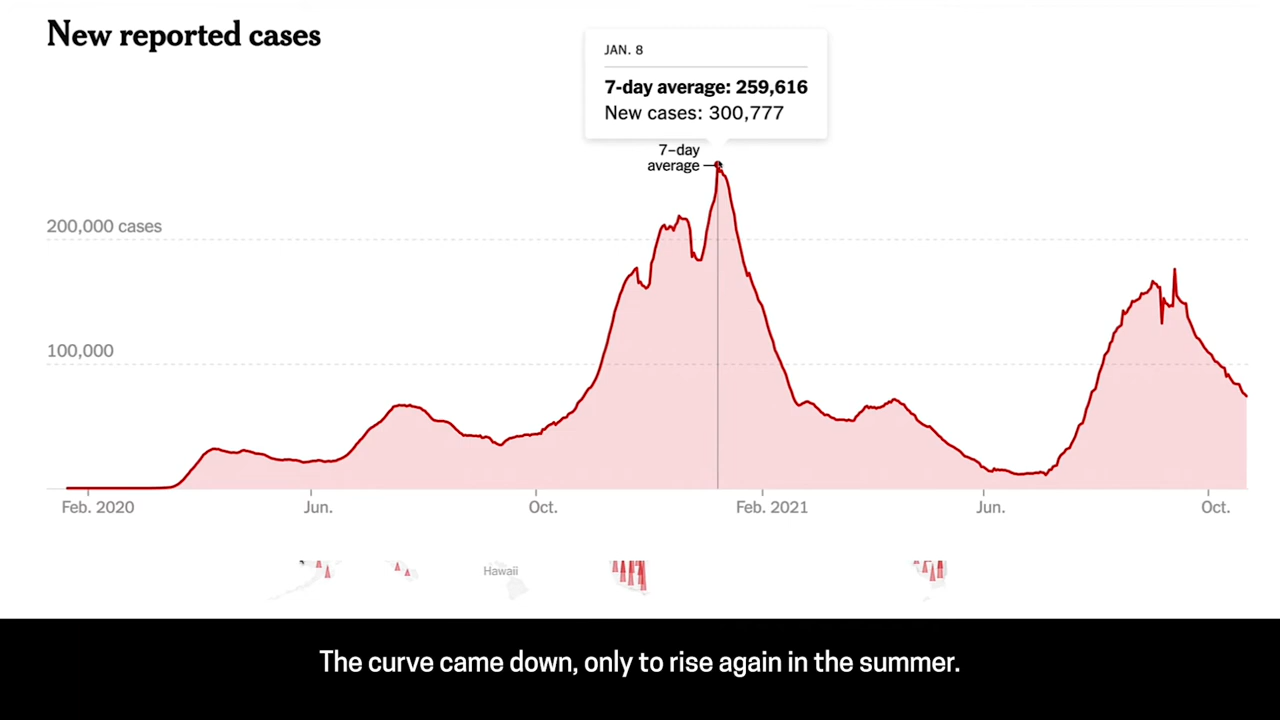 New reported cases
JAN. 8
7-day average: 259,616
New cases: 300,777
7–day
average
200,000 cases
100,000
Feb. 2020
Jun.
Oct.
Feb. 2021
Jun.
Oct.
Hawaii
The curve came down, only to rise again in the summer.